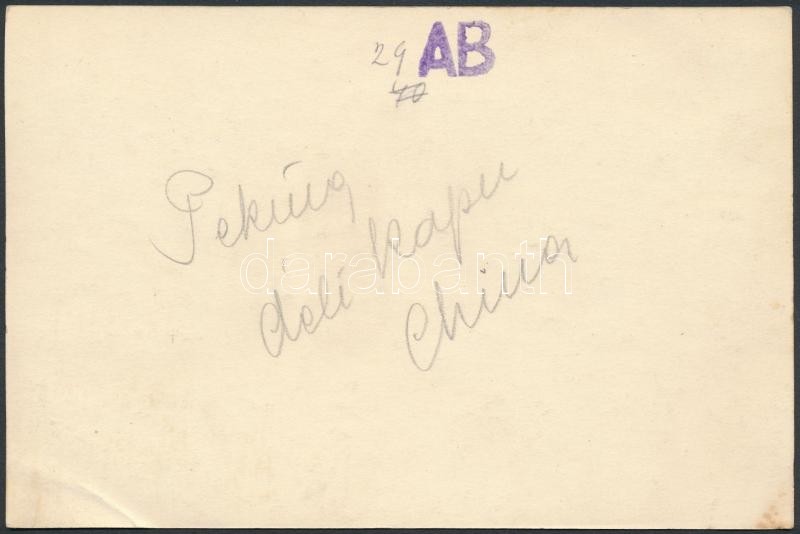 29 AB
40
Peking
déli kapu
China
darabanth